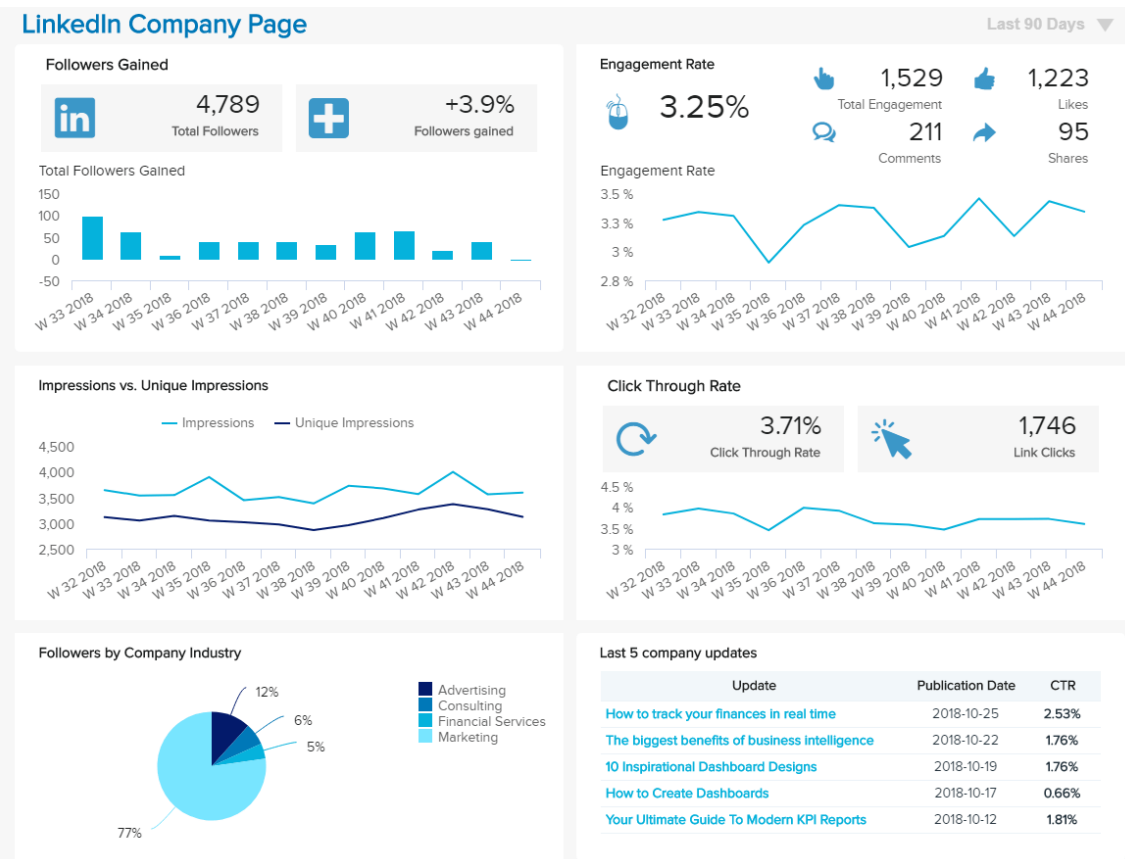 LinkedIn Company Page
Last 90 Days
Followers Gained
in
4,789
Total Followers
+3.9%
Followers gained
Total Followers Gained
150
100
50
0
-50
W 33 2018
W 34 2018
W 35 2018
W 36 2018
W 37 2018
W 38 2018
W 39 2018
W 40 2018
W 41 2018
W 42 2018
W 43 2018
W 44 2018
Engagement Rate
3.25%
1,529
Total Engagement
1,223
Likes
211
Comments
95
Shares
Engagement Rate
3.5 %
3.3 %
3 %
2.8 %
W 32 2018
W 33 2018
W 34 2018
W 35 2018
W 36 2018
W 37 2018
W 38 2018
W 39 2018
W 40 2018
W 41 2018
W 42 2018
W 43 2018
W 44 2018
Impressions vs. Unique Impressions
Impressions
Unique Impressions
4,500
4,000
3,500
3,000
2,500
W 32 2018
W 33 2018
W 34 2018
W 35 2018
W 36 2018
W 37 2018
W 38 2018
W 39 2018
W 40 2018
W 41 2018
W 42 2018
W 43 2018
W 44 2018
Click Through Rate
3.71%
Click Through Rate
1,746
Link Clicks
4.5 %
4 %
3.5 %
3 %
W 32 2018
W 33 2018
W 34 2018
W 35 2018
W 36 2018
W 37 2018
W 38 2018
W 39 2018
W 40 2018
W 41 2018
W 42 2018
W 43 2018
W 44 2018
Followers by Company Industry
12%
6%
5%
77%
Advertising
Consulting
Financial Services
Marketing
Last 5 company updates
Update Publication Date CTR
How to track your finances in real time 2018-10-25 2.53%
The biggest benefits of business intelligence 2018-10-22 1.76%
10 Inspirational Dashboard Designs 2018-10-19 1.76%
How to Create Dashboards 2018-10-17 0.66%
Your Ultimate Guide To Modern KPI Reports 2018-10-12 1.81%